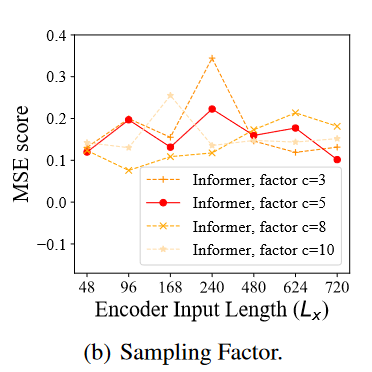 0.4
0.3
0.2
0.1
0.0
−0.1
MSE score
Informer, factor c=3
Informer, factor c=5
Informer, factor c=8
Informer, factor c=10
48 96 168 240 480 624 720
Encoder Input Length (Lₓ)
(b) Sampling Factor.